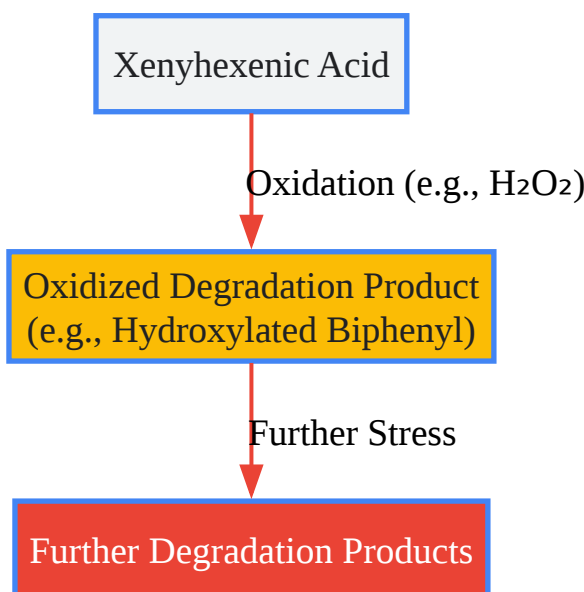 Xenyhexenic Acid
Oxidation (e.g., H₂O₂)
Oxidized Degradation Product
(e.g., Hydroxylated Biphenyl)
Further Stress
Further Degradation Products